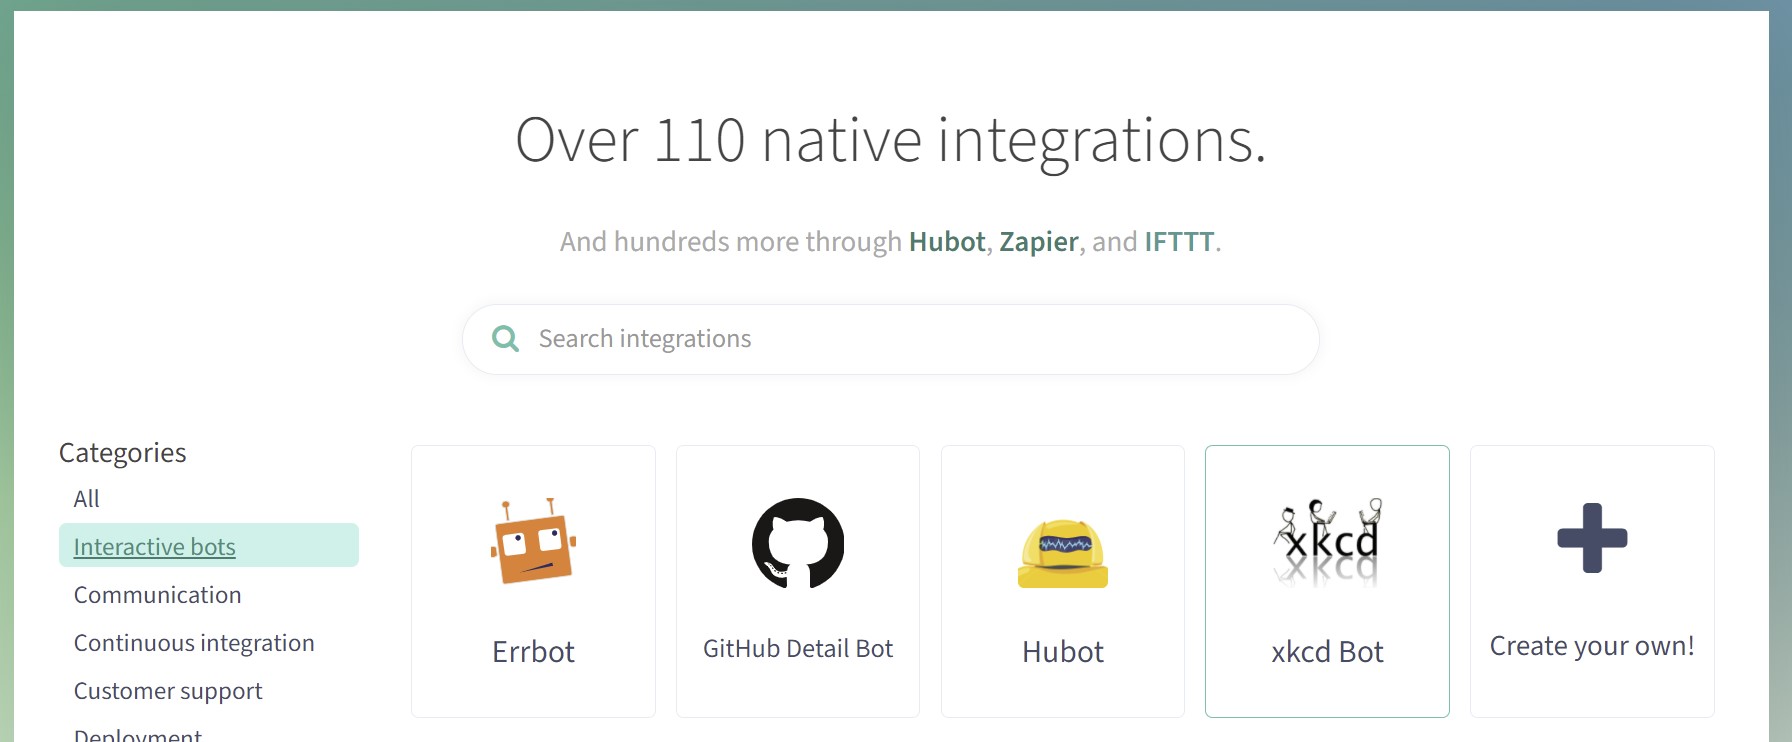 Over 110 native integrations.
And hundreds more through Hubot, Zapier, and IFTTT.
Search integrations
Categories
All
Interactive bots
Communication
Continuous integration
Customer support
Deployment
Errbot
GitHub Detail Bot
Hubot
xkcd
xkcd Bot
Create your own!